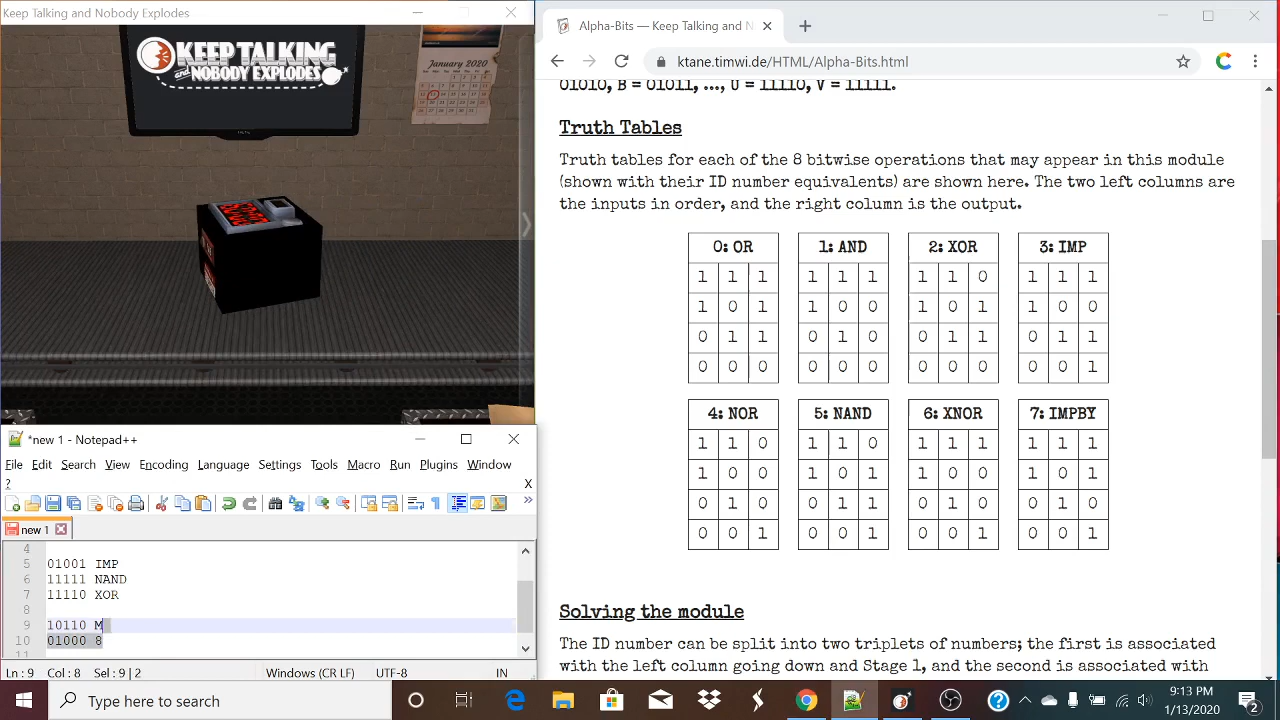 Keep Talking and Nobody Explodes
KEEP TALKING
and NOBODY EXPLODES
January 2020
Alpha-Bits — Keep Talking and N
ktane.timwi.de/HTML/Alpha-Bits.html
01010, B = 01011, ..., U = 11110, V = 11111.
Truth Tables
Truth tables for each of the 8 bitwise operations that may appear in this module
(shown with their ID number equivalents) are shown here. The two left columns are
the inputs in order, and the right column is the output.
0: OR 1: AND 2: XOR 3: IMP
1 1 1 1 1 1 1 1 0 1 1 1
1 0 1 1 0 0 1 0 1 1 0 0
0 1 1 0 1 0 0 1 1 0 1 1
0 0 0 0 0 0 0 0 0 0 0 1
4: NOR 5: NAND 6: XNOR 7: IMPBY
1 1 0 1 1 0 1 1 1 1 1 1
1 0 0 1 0 1 1 0 0 1 0 1
0 1 0 0 1 1 0 1 0 0 1 0
0 0 1 0 0 1 0 0 1 0 0 1
Solving the module
The ID number can be split into two triplets of numbers; the first is associated
with the left column going down and Stage 1, and the second is associated with
*new 1 - Notepad++
File Edit Search View Encoding Language Settings Tools Macro Run Plugins Window
?
X
new 1
4
5 01001 IMP
6 11111 NAND
7 11110 XOR
8
9 10110 M
10 01000 8
11
Ln : 9 Col : 8 Sel : 9 | 2 Windows (CR LF) UTF-8 IN
Type here to search
9:13 PM
1/13/2020
2